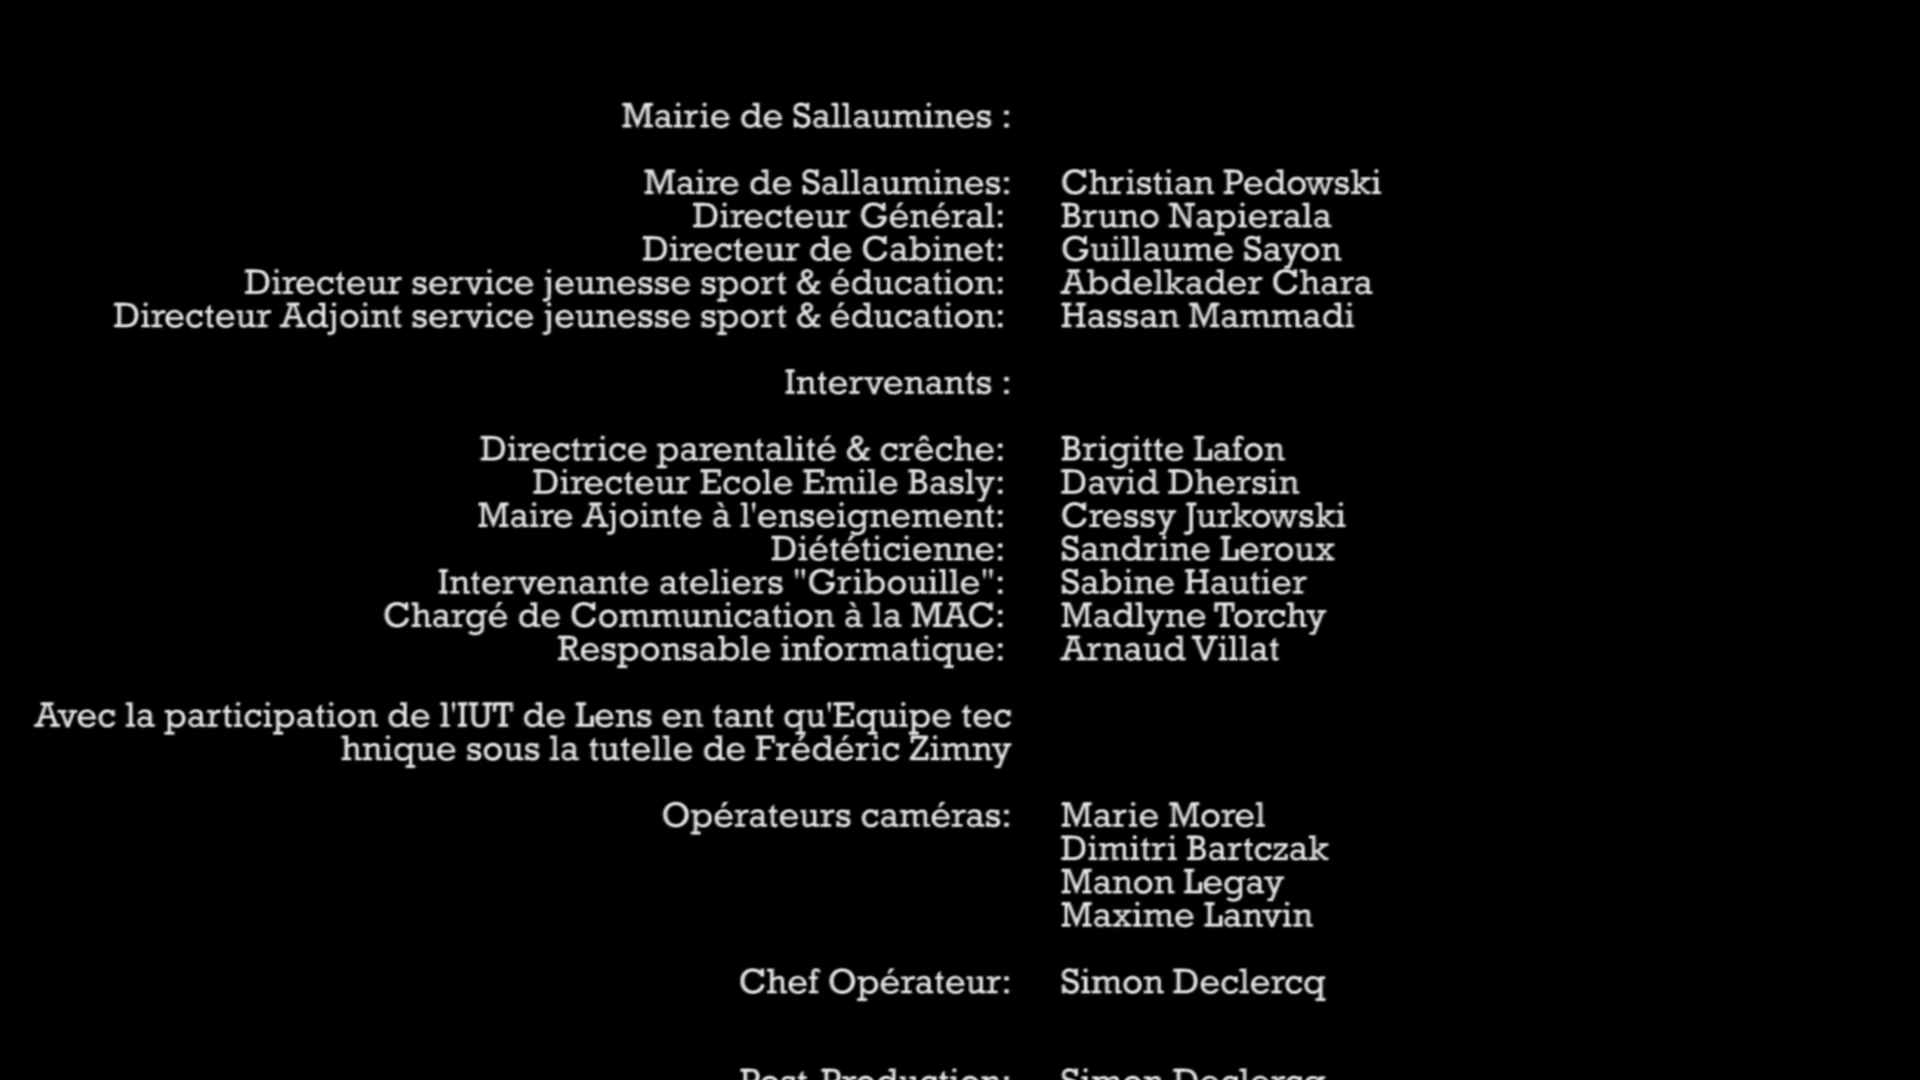 Mairie de Sallaumines :
Maire de Sallaumines: Christian Pedowski
Directeur Général: Bruno Napierala
Directeur de Cabinet: Guillaume Sayon
Directeur service jeunesse sport & éducation: Abdelkader Chara
Directeur Adjoint service jeunesse sport & éducation: Hassan Mammadi
Intervenants :
Directrice parentalité & crêche: Brigitte Lafon
Directeur Ecole Emile Basly: David Dhersin
Maire Ajointe à l'enseignement: Cressy Jurkowski
Diététicienne: Sandrine Leroux
Intervenante ateliers "Gribouille": Sabine Hautier
Chargé de Communication à la MAC: Madlyne Torchy
Responsable informatique: Arnaud Villat
Avec la participation de l'IUT de Lens en tant qu'Equipe tec
hnique sous la tutelle de Frédéric Zimny
Opérateurs caméras: Marie Morel
Dimitri Bartczak
Manon Legay
Maxime Lanvin
Chef Opérateur: Simon Declercq
Post-Production: Simon Declercq